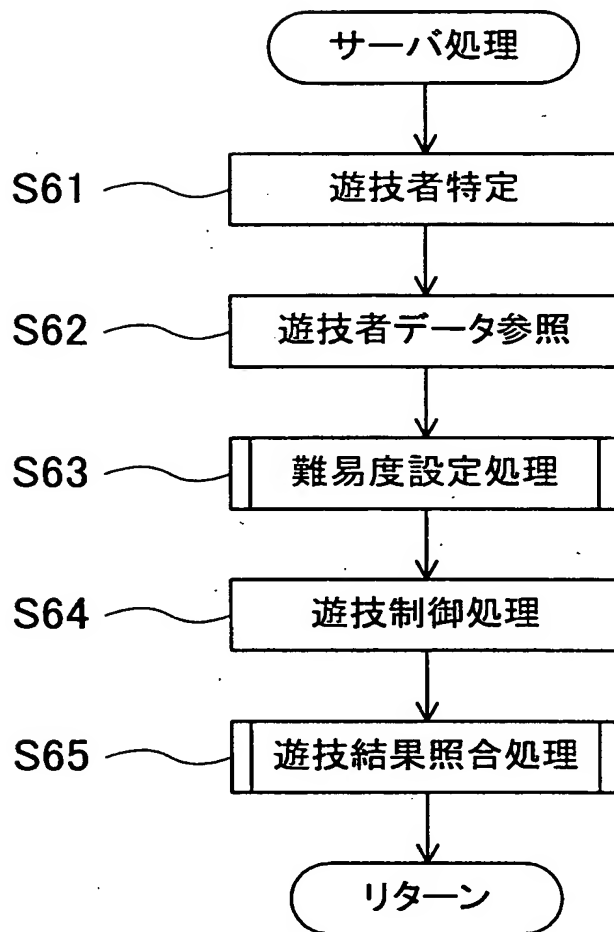 サーバ処理
S61 遊技者特定
S62 遊技者データ参照
S63 難易度設定処理
S64 遊技制御処理
S65 遊技結果照合処理
リターン